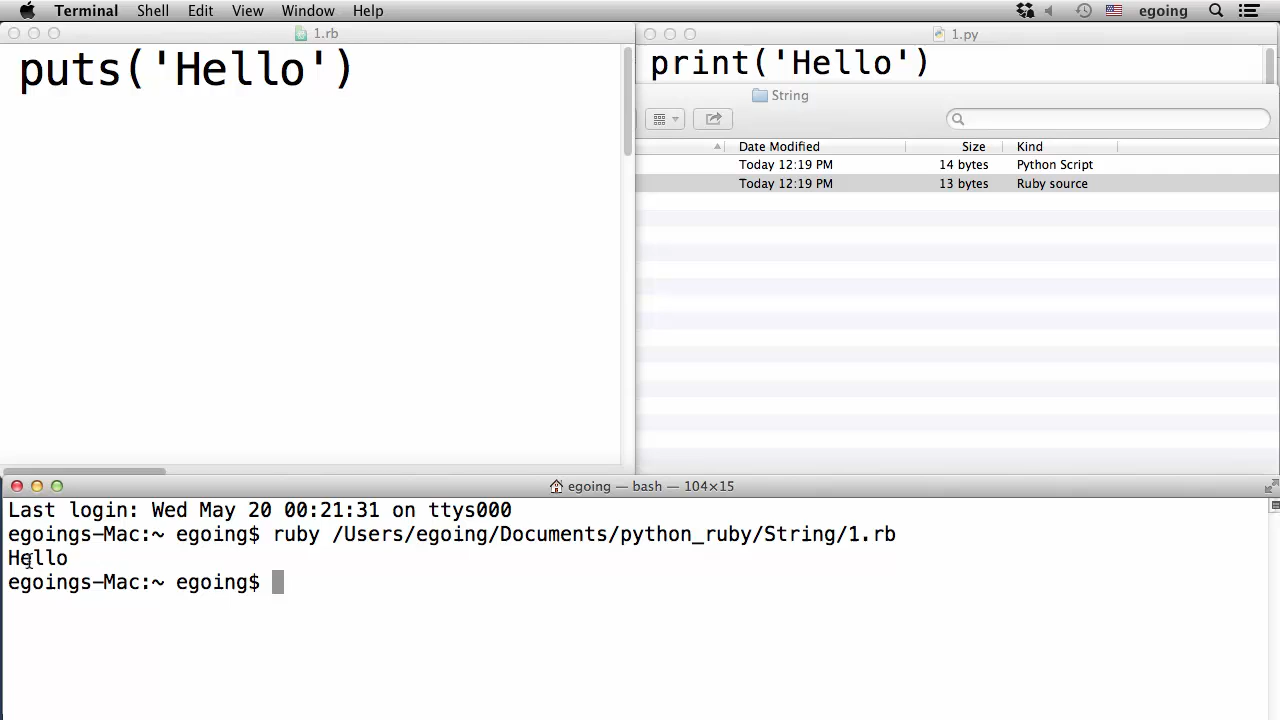 Terminal Shell Edit View Window Help egoing
1.rb
puts('Hello')
1.py
print('Hello')
String
Date Modified Size Kind
Today 12:19 PM 14 bytes Python Script
Today 12:19 PM 13 bytes Ruby source
egoing — bash — 104×15
Last login: Wed May 20 00:21:31 on ttys000
egoings-Mac:~ egoing$ ruby /Users/egoing/Documents/python_ruby/String/1.rb
Hello
egoings-Mac:~ egoing$